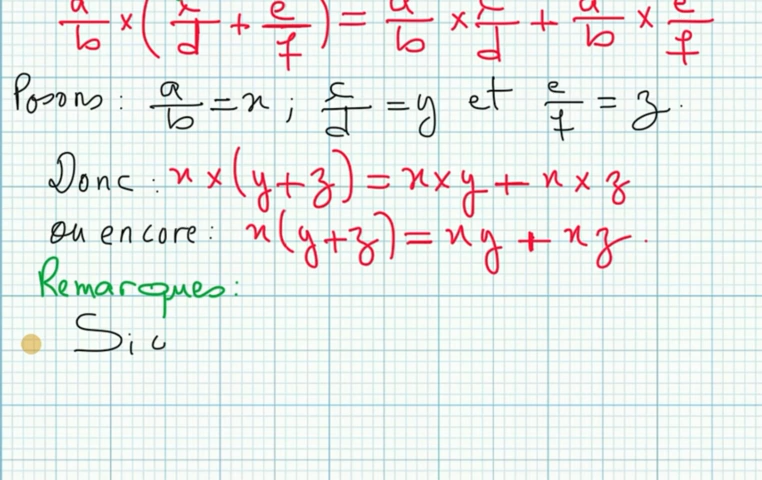 a/b × (c/d + e/f) = a/b × c/d + a/b × e/f
Posons : a/b = x ; c/d = y et e/f = z.
Donc : x × (y + z) = x × y + x × z
ou encore : x(y + z) = xy + xz.
Remarques :
Si